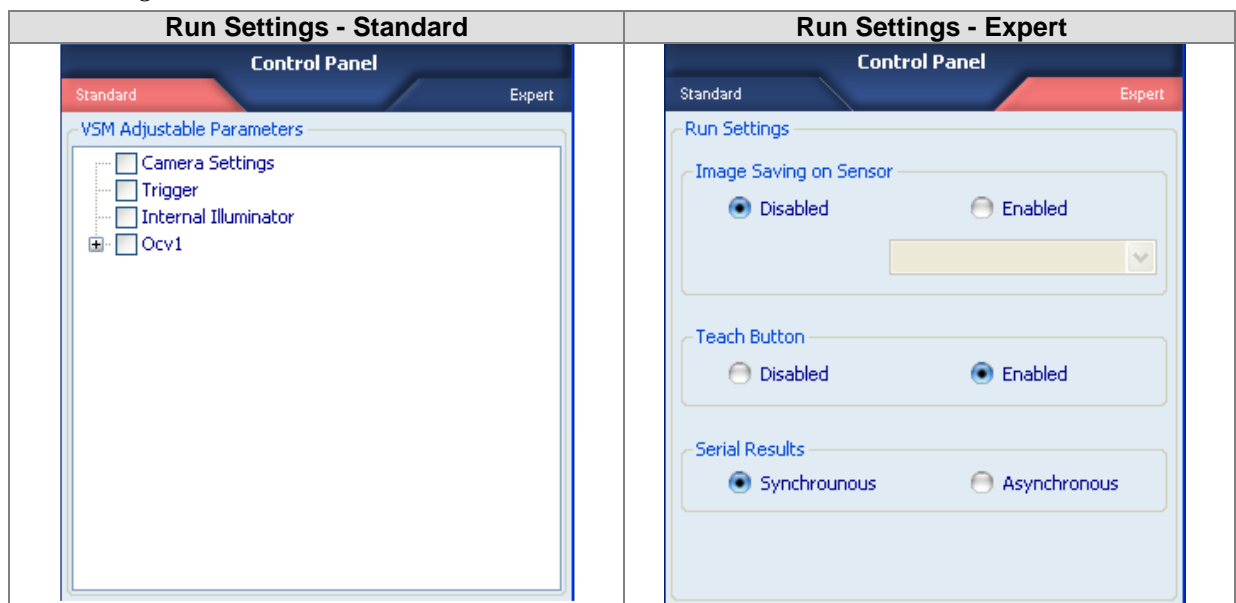 Run Settings - Standard
Run Settings - Expert
Control Panel
Standard
Expert
VSM Adjustable Parameters
Camera Settings
Trigger
Internal Illuminator
Ocv1
Control Panel
Standard
Expert
Run Settings
Image Saving on Sensor
Disabled
Enabled
Teach Button
Disabled
Enabled
Serial Results
Synchrounous
Asynchronous